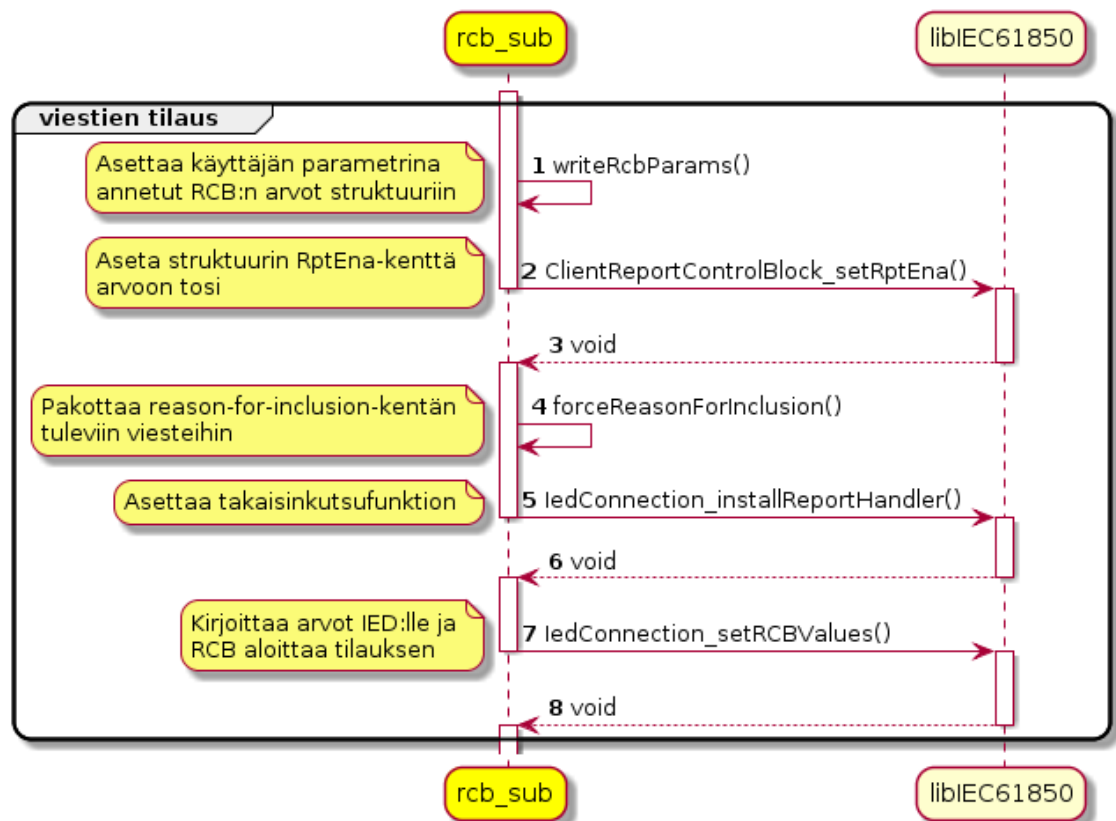 rcb_sub
libIEC61850
viestien tilaus
Asettaa käyttäjän parametrina
annetut RCB:n arvot struktuuriin
1 writeRcbParams()
Aseta struktuurin RptEna-kenttä
arvoon tosi
2 ClientReportControlBlock_setRptEna()
3 void
Pakottaa reason-for-inclusion-kentän
tuleviin viesteihin
4 forceReasonForInclusion()
Asettaa takaisinkutsufunktion
5 IedConnection_installReportHandler()
6 void
Kirjoittaa arvot IED:lle ja
RCB aloittaa tilauksen
7 IedConnection_setRCBValues()
8 void
rcb_sub
libIEC61850